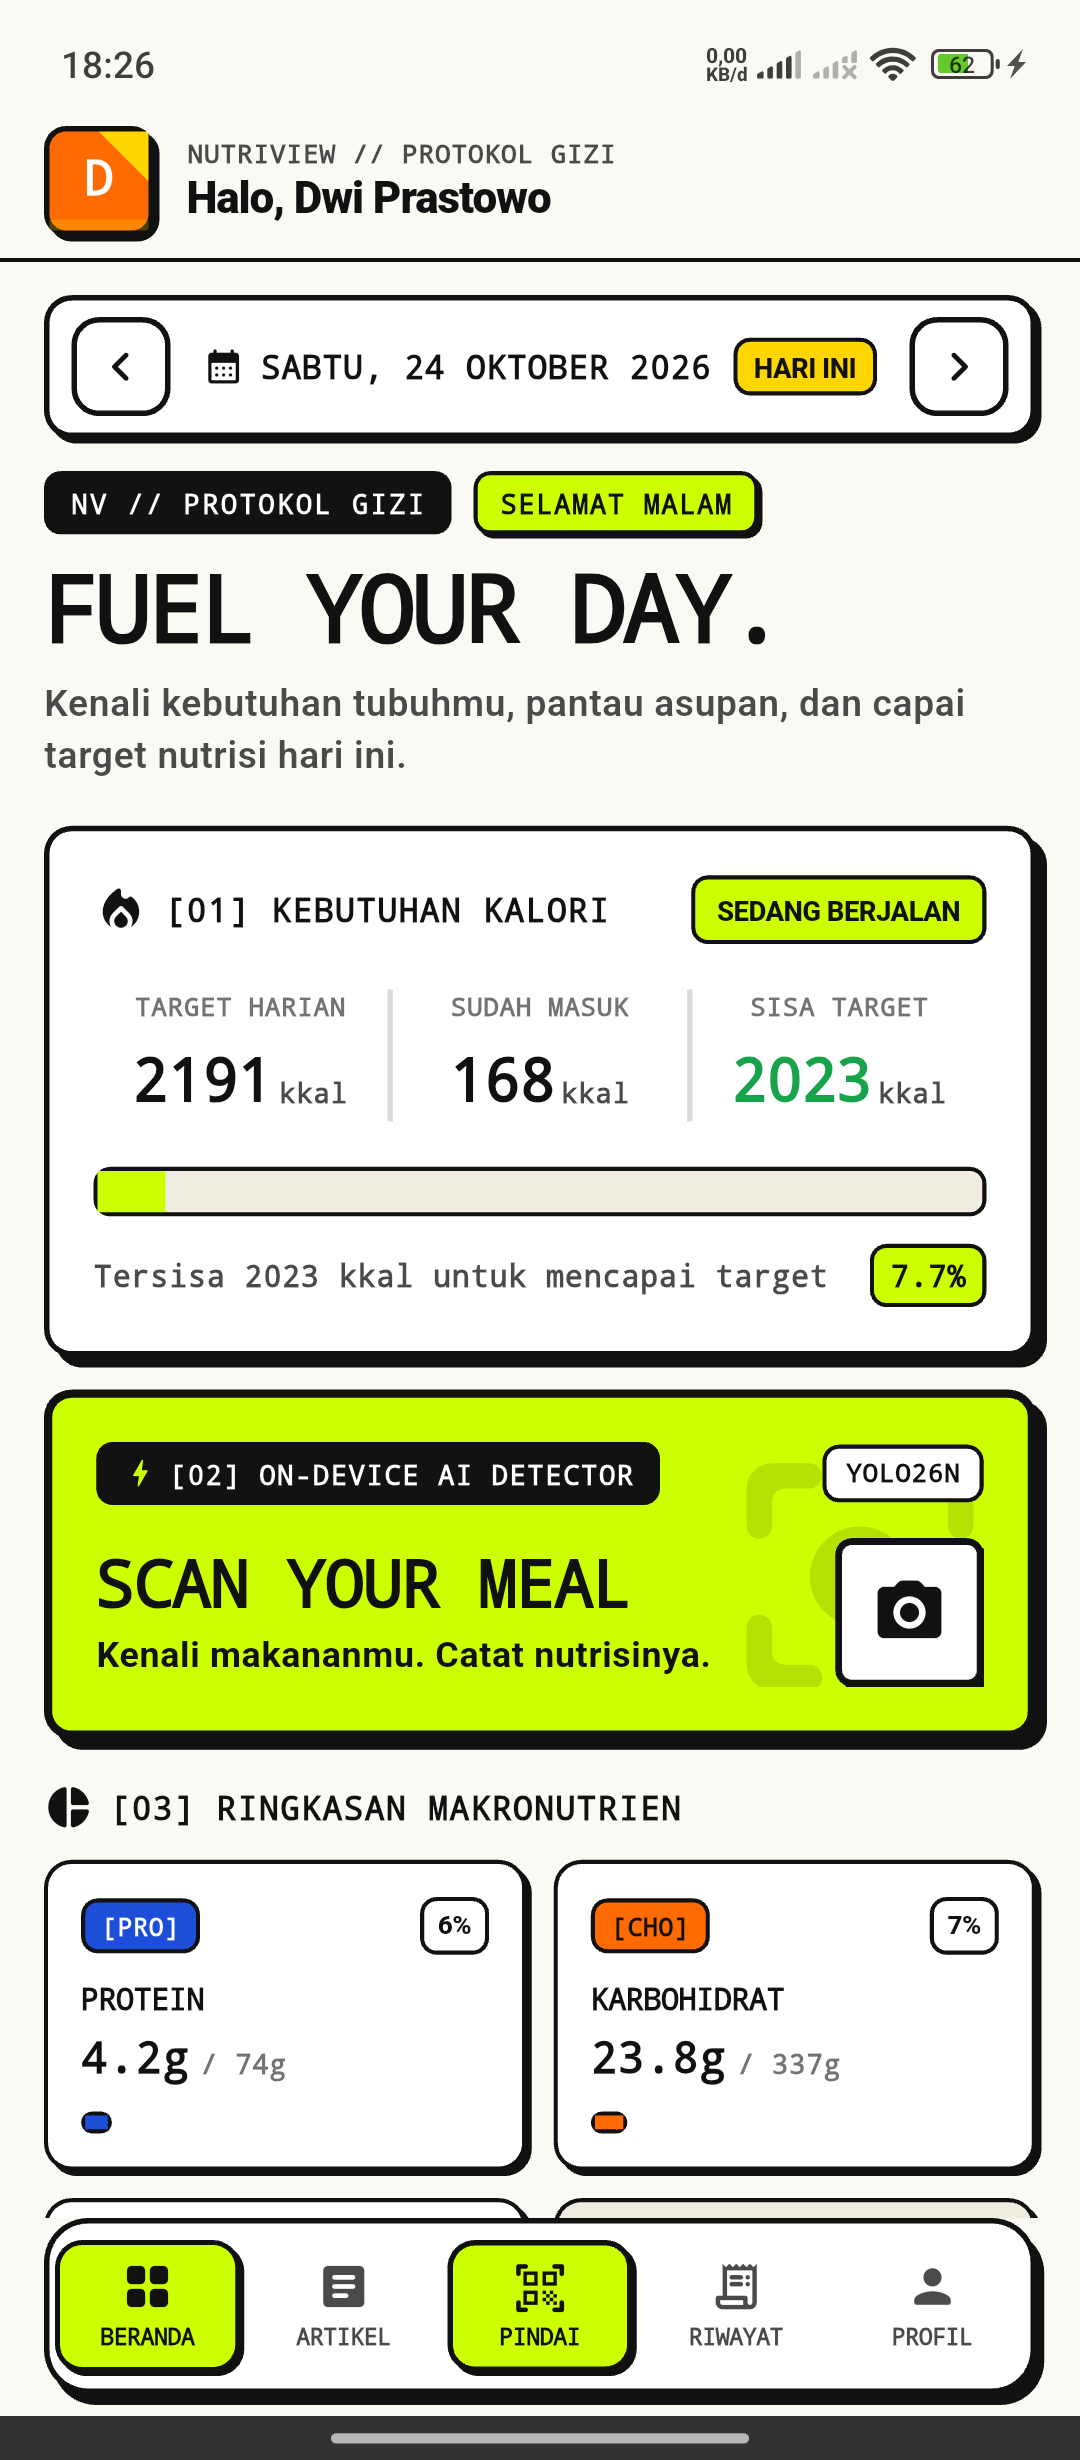 18:26
0,00
KB/d
62
D
NUTRIVIEW // PROTOKOL GIZI
Halo, Dwi Prastowo
SABTU, 24 OKTOBER 2026
HARI INI
NV // PROTOKOL GIZI
SELAMAT MALAM
FUEL YOUR DAY.
Kenali kebutuhan tubuhmu, pantau asupan, dan capai
target nutrisi hari ini.
[01] KEBUTUHAN KALORI
SEDANG BERJALAN
TARGET HARIAN
2191 kkal
SUDAH MASUK
168 kkal
SISA TARGET
2023 kkal
Tersisa 2023 kkal untuk mencapai target
7.7%
[02] ON-DEVICE AI DETECTOR
YOLO26N
SCAN YOUR MEAL
Kenali makananmu. Catat nutrisinya.
[03] RINGKASAN MAKRONUTRIEN
[PRO]
6%
PROTEIN
4.2g / 74g
[CHO]
7%
KARBOHIDRAT
23.8g / 337g
BERANDA
ARTIKEL
PINDAI
RIWAYAT
PROFIL